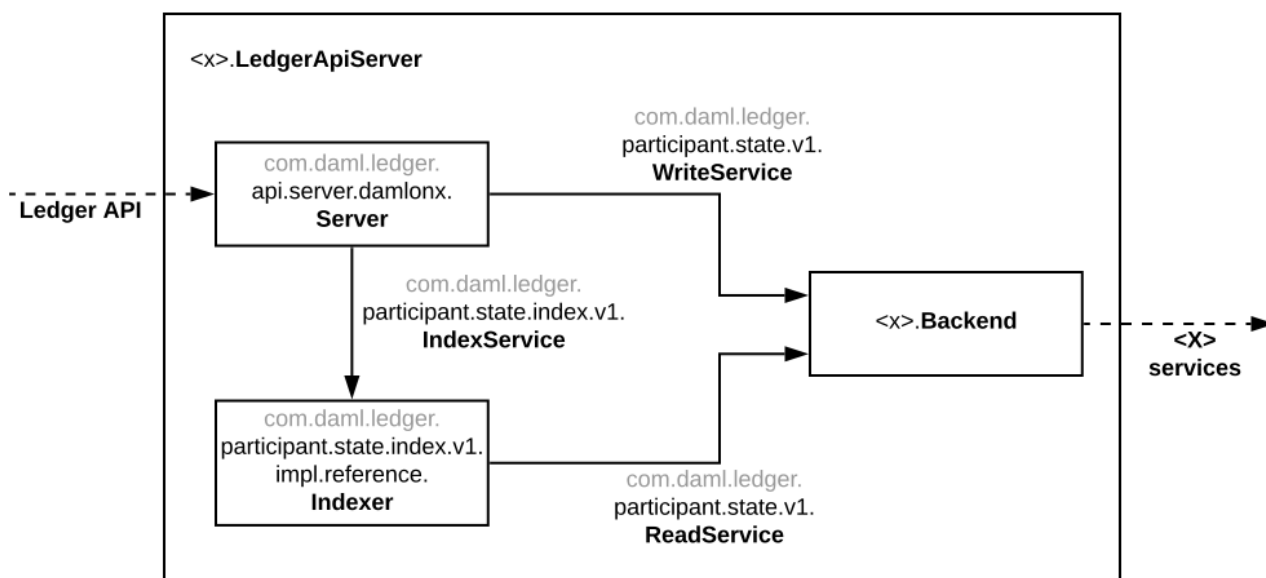 <x>.LedgerApiServer
com.daml.ledger.
participant.state.v1.
WriteService
com.daml.ledger.
api.server.damlonx.
Server
Ledger API
com.daml.ledger.
participant.state.index.v1.
IndexService
<x>.Backend
<X>
services
com.daml.ledger.
participant.state.index.v1.
impl.reference.
Indexer
com.daml.ledger.
participant.state.v1.
ReadService